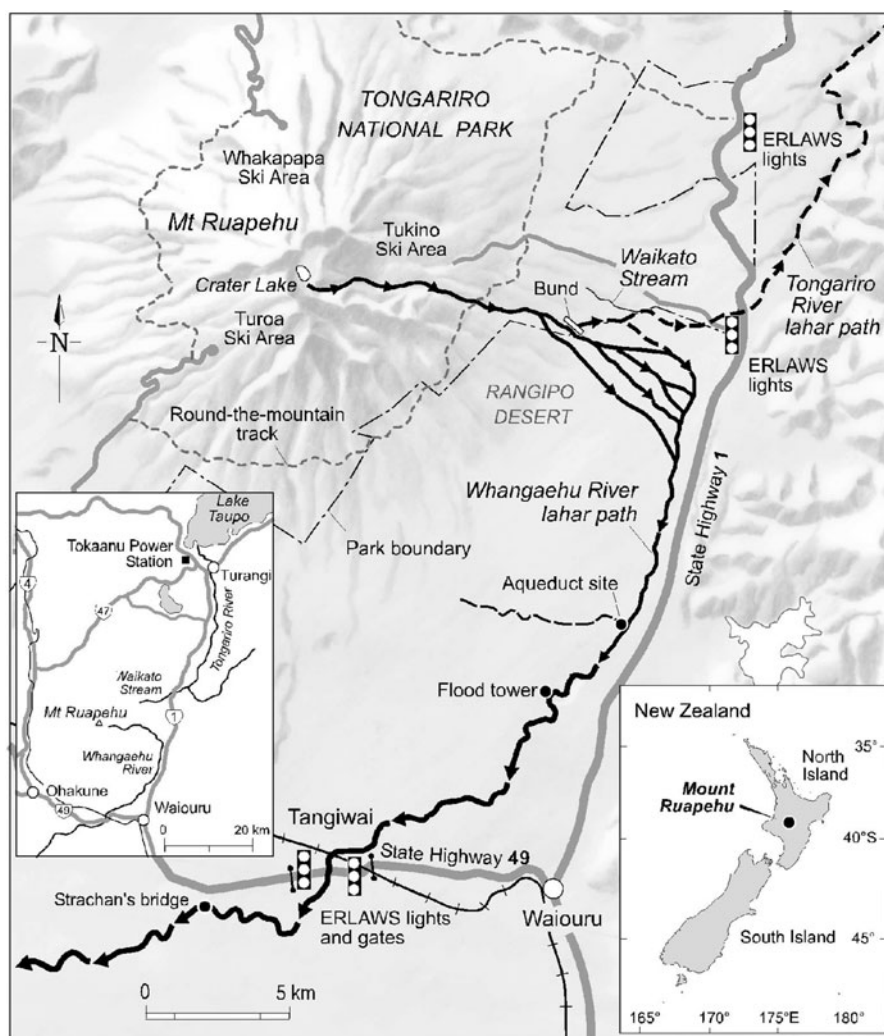 TONGARIRO
NATIONAL PARK
ERLAWS
lights
Whakapapa
Ski Area
Mt Ruapehu
Tukino
Ski Area
Waikato
Stream
Crater Lake
Bund
Tongariro
River
lahar path
N
Turoa
Ski Area
ERLAWS
lights
RANGIPO
DESERT
Round-the-mountain
track
State Highway 1
Whangaehu River
lahar path
Park boundary
Aqueduct site
Flood tower
Tangiwai
State Highway 49
Strachan's bridge
ERLAWS lights
and gates
Waiouru
0 5 km
Lake
Taupo
Tokaanu Power
Station
Turangi
4
47
Tongariro River
Waikato
Stream
Mt Ruapehu
1
Whangaehu
River
Ohakune
49
Waiouru
0 20 km
New Zealand
35°
North
Island
Mount
Ruapehu
40°S
South Island
45°
165° 170° 175°E 180°